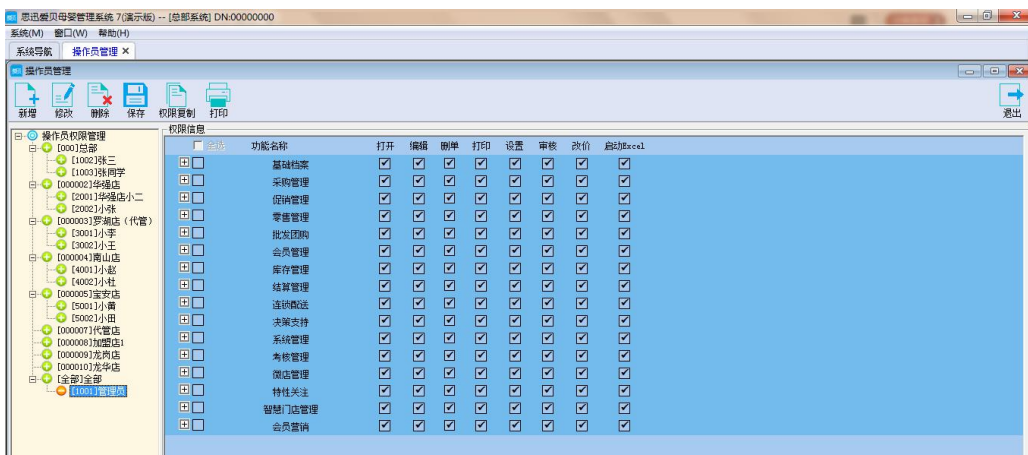 思迅爱贝母婴管理系统 7(演示版) -- [总部系统] DN:00000000
系统(M) 窗口(W) 帮助(H)
系统导航 操作员管理 ×
操作员管理
新增 修改 删除 保存 权限复制 打印 退出
操作员权限管理
[000]总部
[1002]张三
[1003]张同学
[000002]华强店
[2001]华强店小二
[2002]小张
[000003]罗湖店（代管）
[3001]小李
[3002]小王
[000004]南山店
[4001]小赵
[4002]小杜
[000005]宝安店
[5001]小黄
[5002]小田
[000007]代管店
[000008]加盟店1
[000009]龙岗店
[000010]龙华店
[全部]全部
[1001]管理员
权限信息
全选 功能名称 打开 编辑 删单 打印 设置 审核 改价 启动Excel
基础档案
采购管理
促销管理
零售管理
批发团购
会员管理
库存管理
结算管理
连锁配送
决策支持
系统管理
考核管理
微店管理
特性关注
智慧门店管理
会员营销